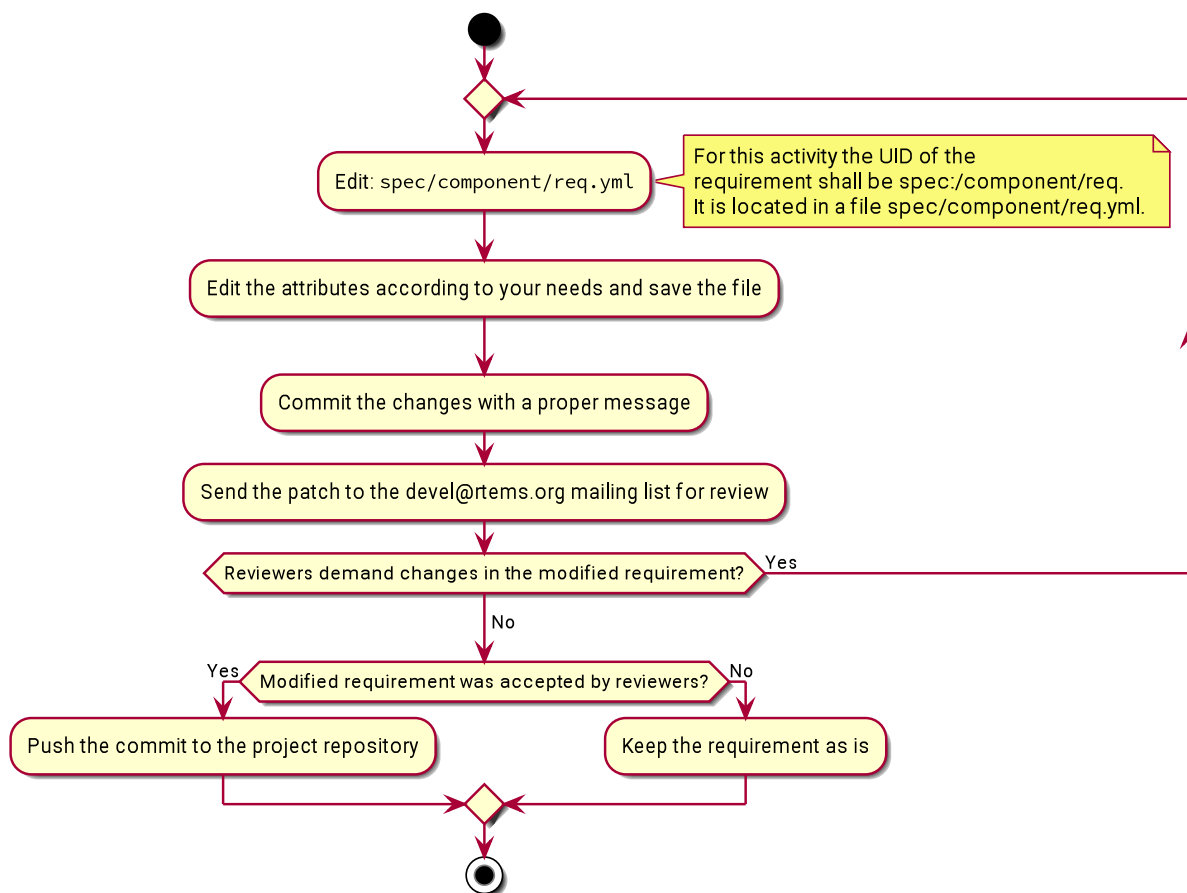 Edit: spec/component/req.yml
For this activity the UID of the
requirement shall be spec:/component/req.
It is located in a file spec/component/req.yml.
Edit the attributes according to your needs and save the file
Commit the changes with a proper message
Send the patch to the devel@rtems.org mailing list for review
Reviewers demand changes in the modified requirement?
Yes
No
Yes
Modified requirement was accepted by reviewers?
No
Push the commit to the project repository
Keep the requirement as is